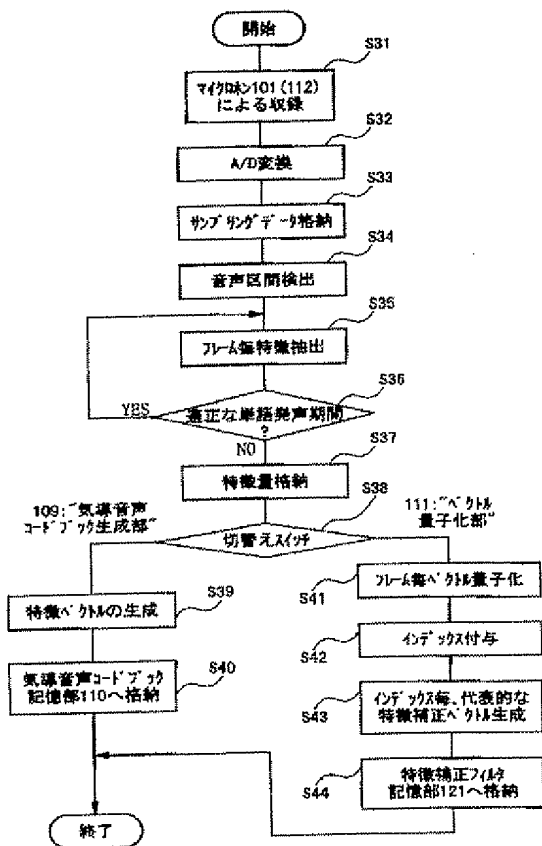 開始
S31
マイクロホン101(112)
による収録
S32
A/D変換
S33
サンプリングデータ格納
S34
音声区間検出
S35
フレーム毎特徴抽出
S36
YES
適正な単語発声期間
?
NO
S37
特徴量格納
S38
109:"気導音声
コードブック生成部"
切替えスイッチ
111:"ベクトル
量子化部"
S39
特徴ベクトルの生成
S40
気導音声コードブック
記憶部110へ格納
S41
フレーム毎ベクトル量子化
S42
インデックス付与
S43
インデックス毎、代表的な
特徴補正ベクトル生成
S44
特徴補正フィルタ
記憶部121へ格納
終了